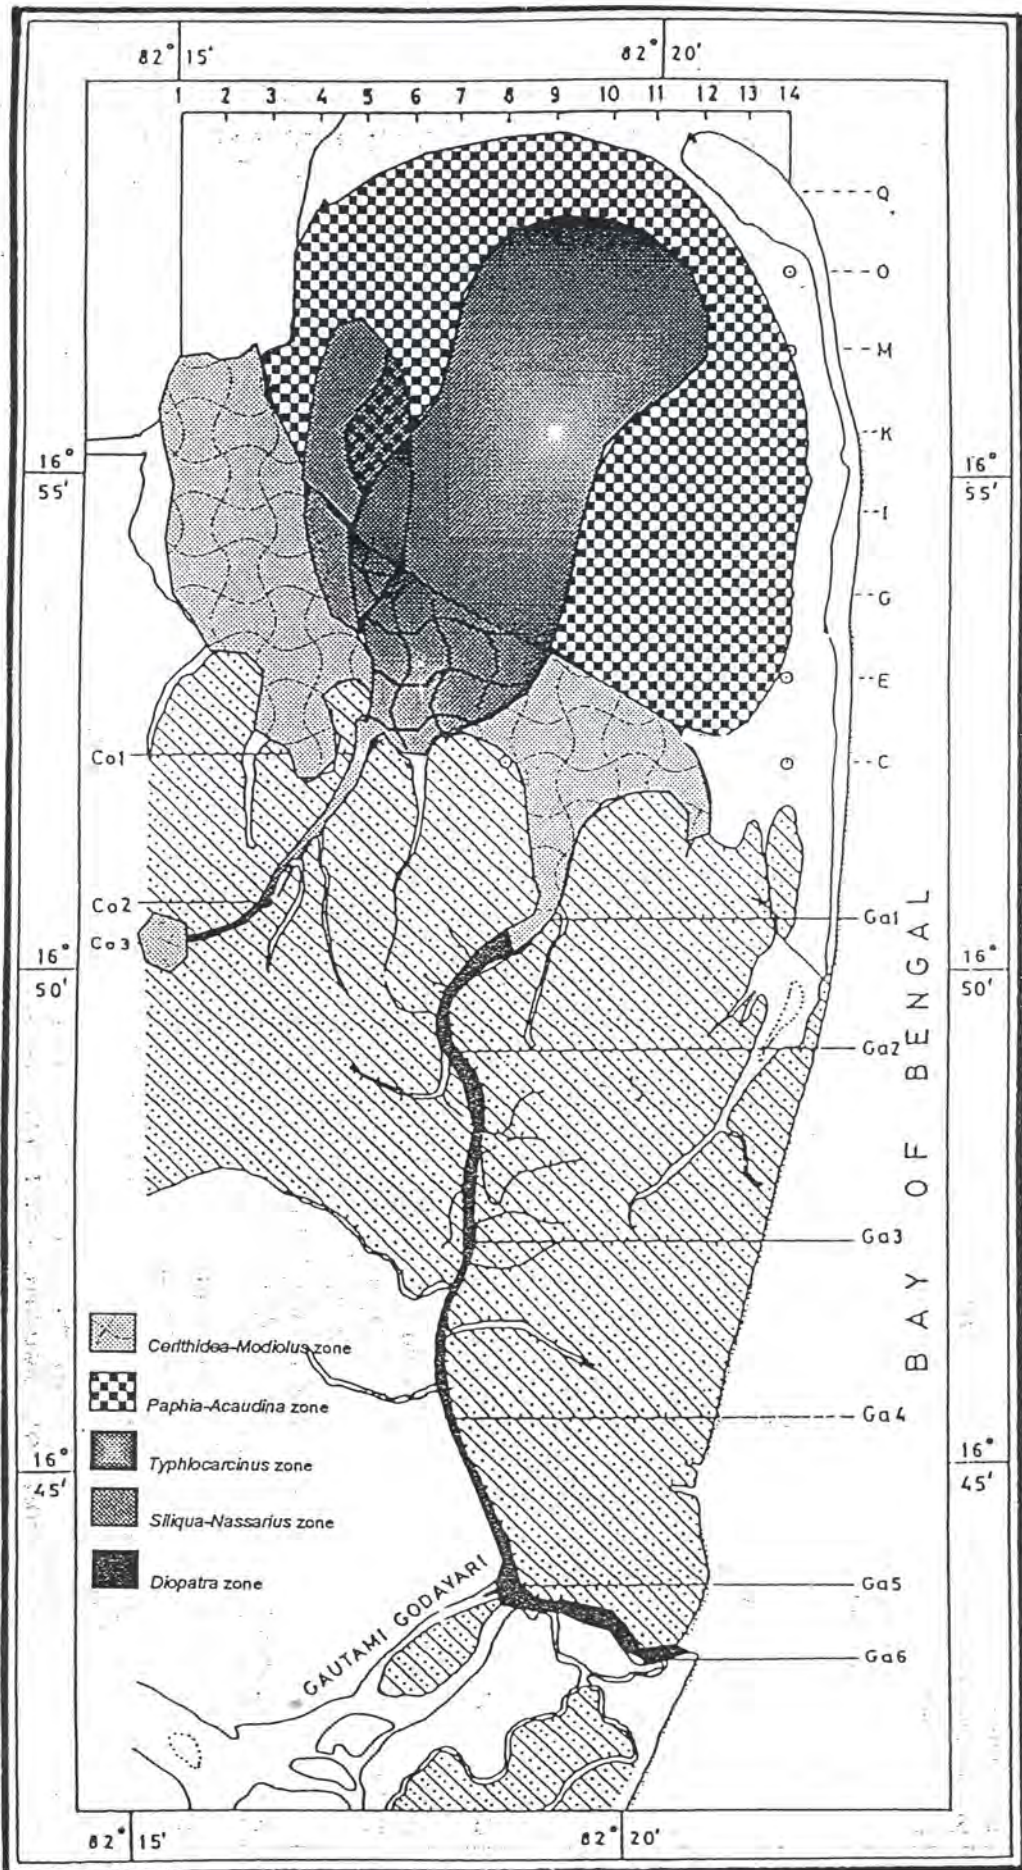 82° 15' 82° 20'
1 2 3 4 5 6 7 8 9 10 11 12 13 14
Q
O
M
K
16° 55' 16° 55'
I
G
E
Co1 C
Ca2 Ga1
Ca3
16° 50' 16° 50'
Ga2
BAY OF BENGAL
Ga3
Cerithidea-Modiolus zone
Paphia-Acaudina zone
Ga4
Typhlocarcinus zone
16° 45' 16° 45'
Siliqua-Nassarius zone
Diopatra zone
Ga5
GAUTAMI GODAVARI
Ga6
82° 15' 82° 20'